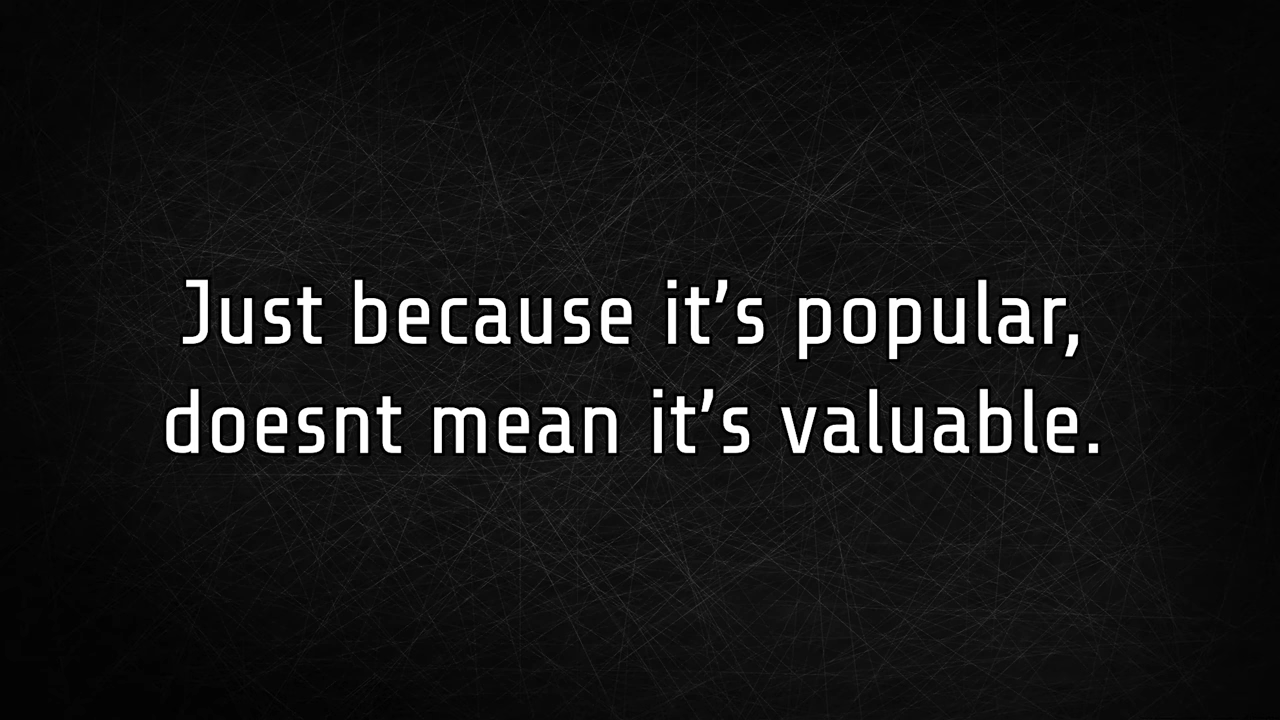 Just because it’s popular,
doesnt mean it’s valuable.